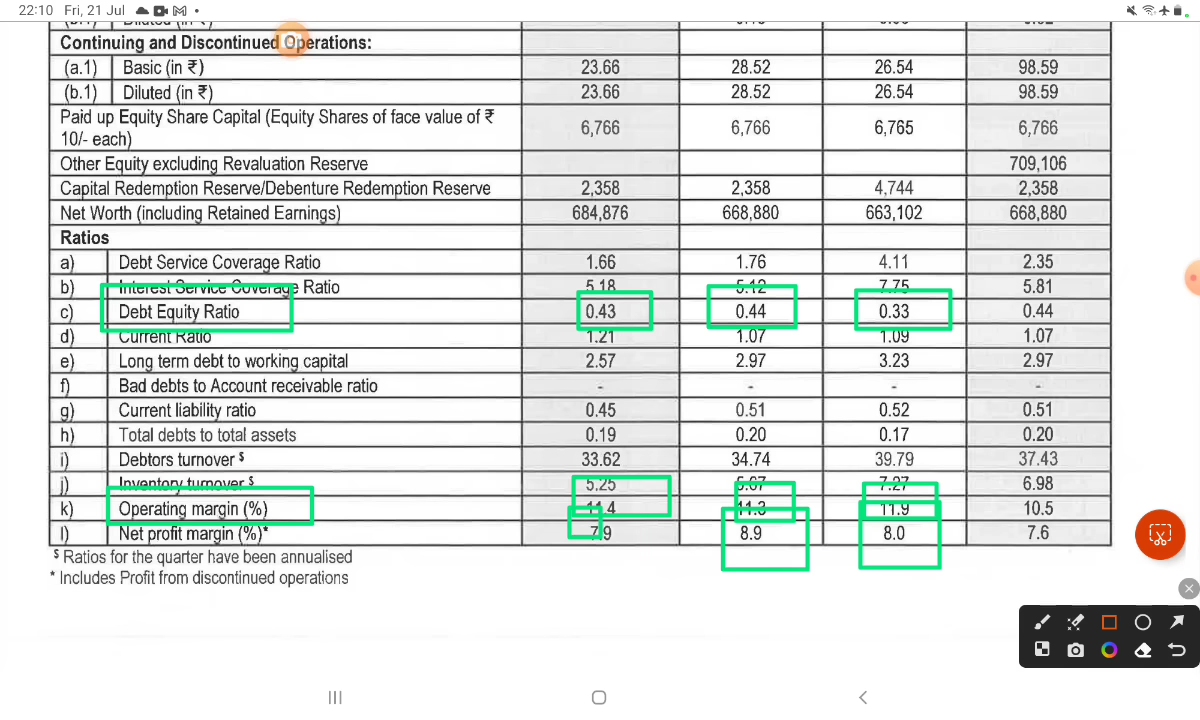 22:10 Fri, 21 Jul
Continuing and Discontinued Operations:
(a.1) Basic (in ₹) 23.66 28.52 26.54 98.59
(b.1) Diluted (in ₹) 23.66 28.52 26.54 98.59
Paid up Equity Share Capital (Equity Shares of face value of ₹
10/- each) 6,766 6,766 6,765 6,766
Other Equity excluding Revaluation Reserve 709,106
Capital Redemption Reserve/Debenture Redemption Reserve 2,358 2,358 4,744 2,358
Net Worth (including Retained Earnings) 684,876 668,880 663,102 668,880
Ratios
a) Debt Service Coverage Ratio 1.66 1.76 4.11 2.35
b) Interest Service Coverage Ratio 5.18 5.12 7.75 5.81
c) Debt Equity Ratio 0.43 0.44 0.33 0.44
d) Current Ratio 1.21 1.07 1.09 1.07
e) Long term debt to working capital 2.57 2.97 3.23 2.97
f) Bad debts to Account receivable ratio - - - -
g) Current liability ratio 0.45 0.51 0.52 0.51
h) Total debts to total assets 0.19 0.20 0.17 0.20
i) Debtors turnover $ 33.62 34.74 39.79 37.43
j) Inventory turnover $ 5.25 5.67 7.27 6.98
k) Operating margin (%) 11.4 11.3 11.9 10.5
l) Net profit margin (%)* 7.9 8.9 8.0 7.6
$ Ratios for the quarter have been annualised
* Includes Profit from discontinued operations